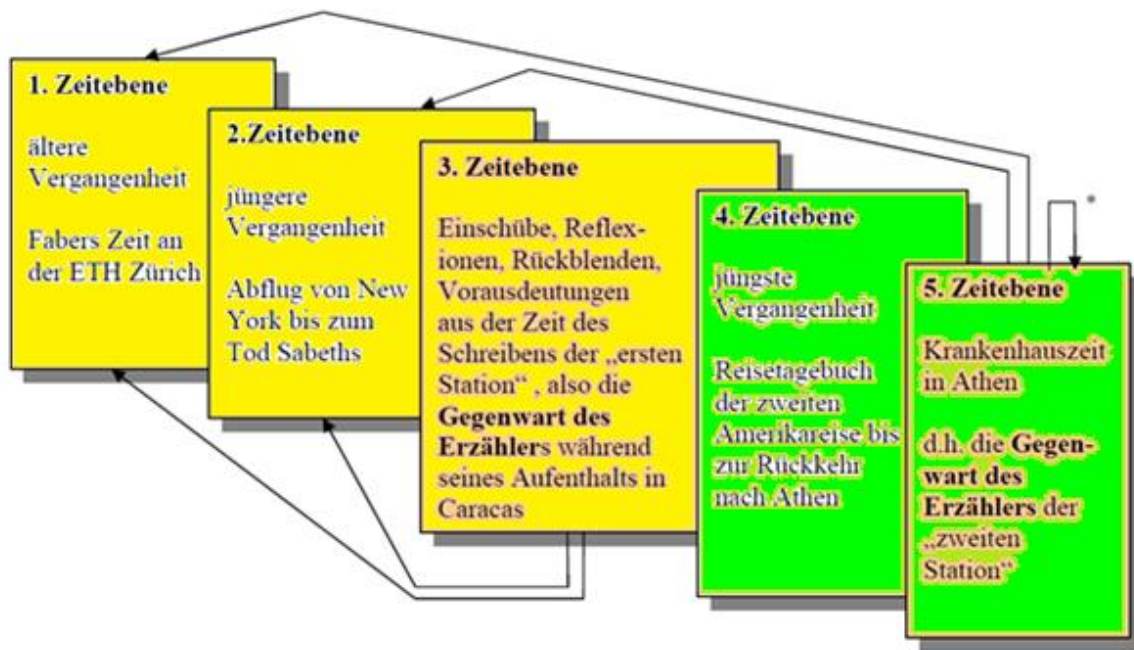 1. Zeitebene
ältere
Vergangenheit
Fabers Zeit an
der ETH Zürich
2.Zeitebene
jüngere
Vergangenheit
Abflug von New
York bis zum
Tod Sabeths
3. Zeitebene
Einschübe, Reflex-
ionen, Rückblenden,
Vorausdeutungen
aus der Zeit des
Schreibens der „ersten
Station“ , also die
Gegenwart des
Erzählers während
seines Aufenthalts in
Caracas
4. Zeitebene
jüngste
Vergangenheit
Reisetagebuch
der zweiten
Amerikareise bis
zur Rückkehr
nach Athen
*
5. Zeitebene
Krankenhauszeit
in Athen
d.h. die Gegen-
wart des
Erzählers der
„zweiten
Station“